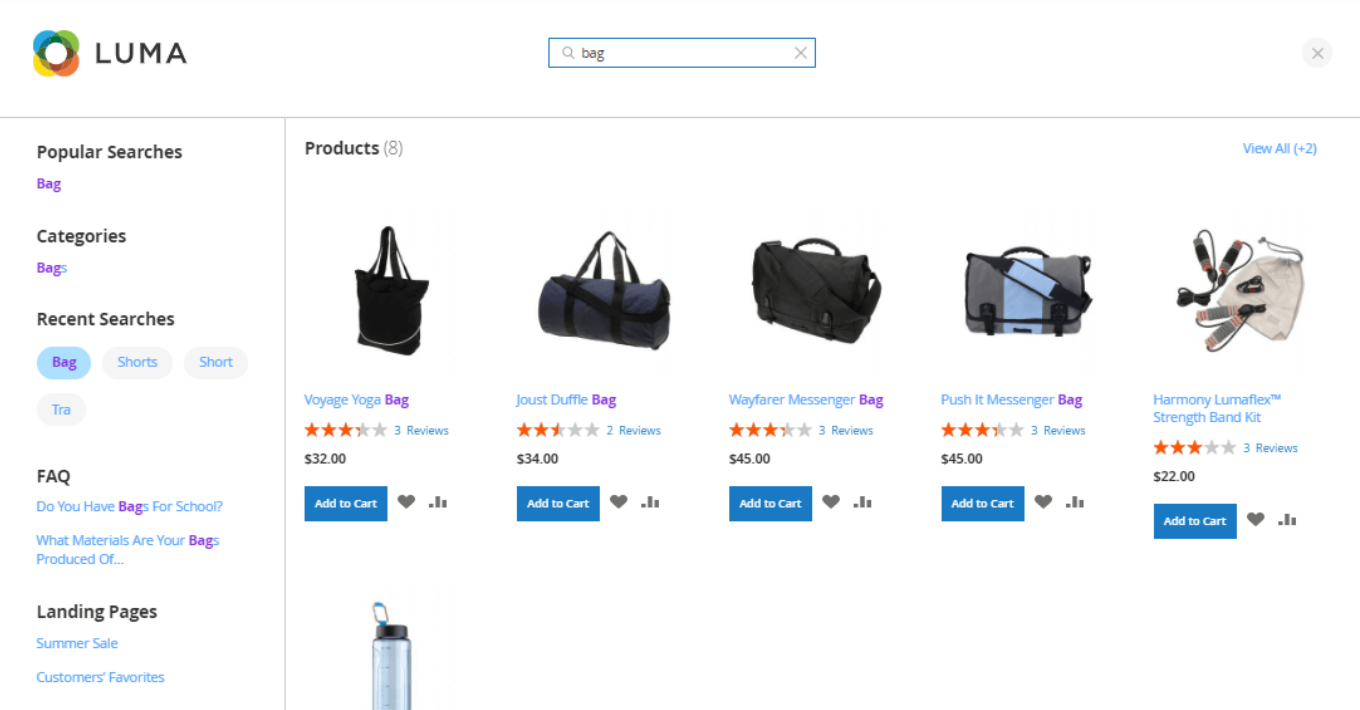 LUMA
bag
Popular Searches
Bag
Categories
Bags
Recent Searches
Bag
Shorts
Short
Tra
FAQ
Do You Have Bags For School?
What Materials Are Your Bags
Produced Of...
Landing Pages
Summer Sale
Customers' Favorites
Products (8)
View All (+2)
Voyage Yoga Bag
3 Reviews
$32.00
Add to Cart
Joust Duffle Bag
2 Reviews
$34.00
Add to Cart
Wayfarer Messenger Bag
3 Reviews
$45.00
Add to Cart
Push It Messenger Bag
3 Reviews
$45.00
Add to Cart
Harmony Lumaflex™
Strength Band Kit
3 Reviews
$22.00
Add to Cart